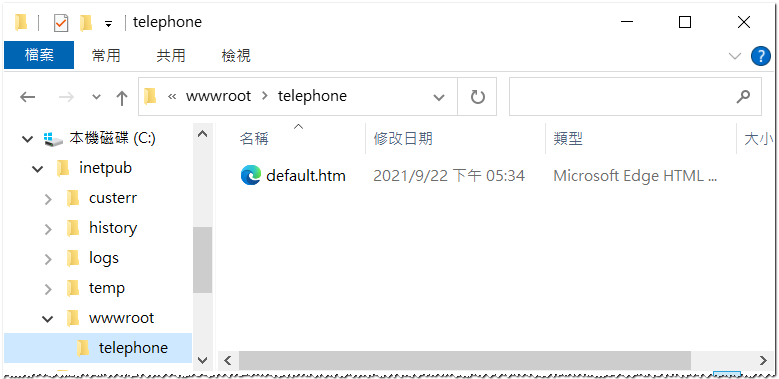 telephone
檔案 常用 共用 檢視
« wwwroot > telephone
本機磁碟 (C:)
inetpub
custerr
history
logs
temp
wwwroot
telephone
名稱 修改日期 類型 大小
default.htm 2021/9/22 下午 05:34 Microsoft Edge HTML ...